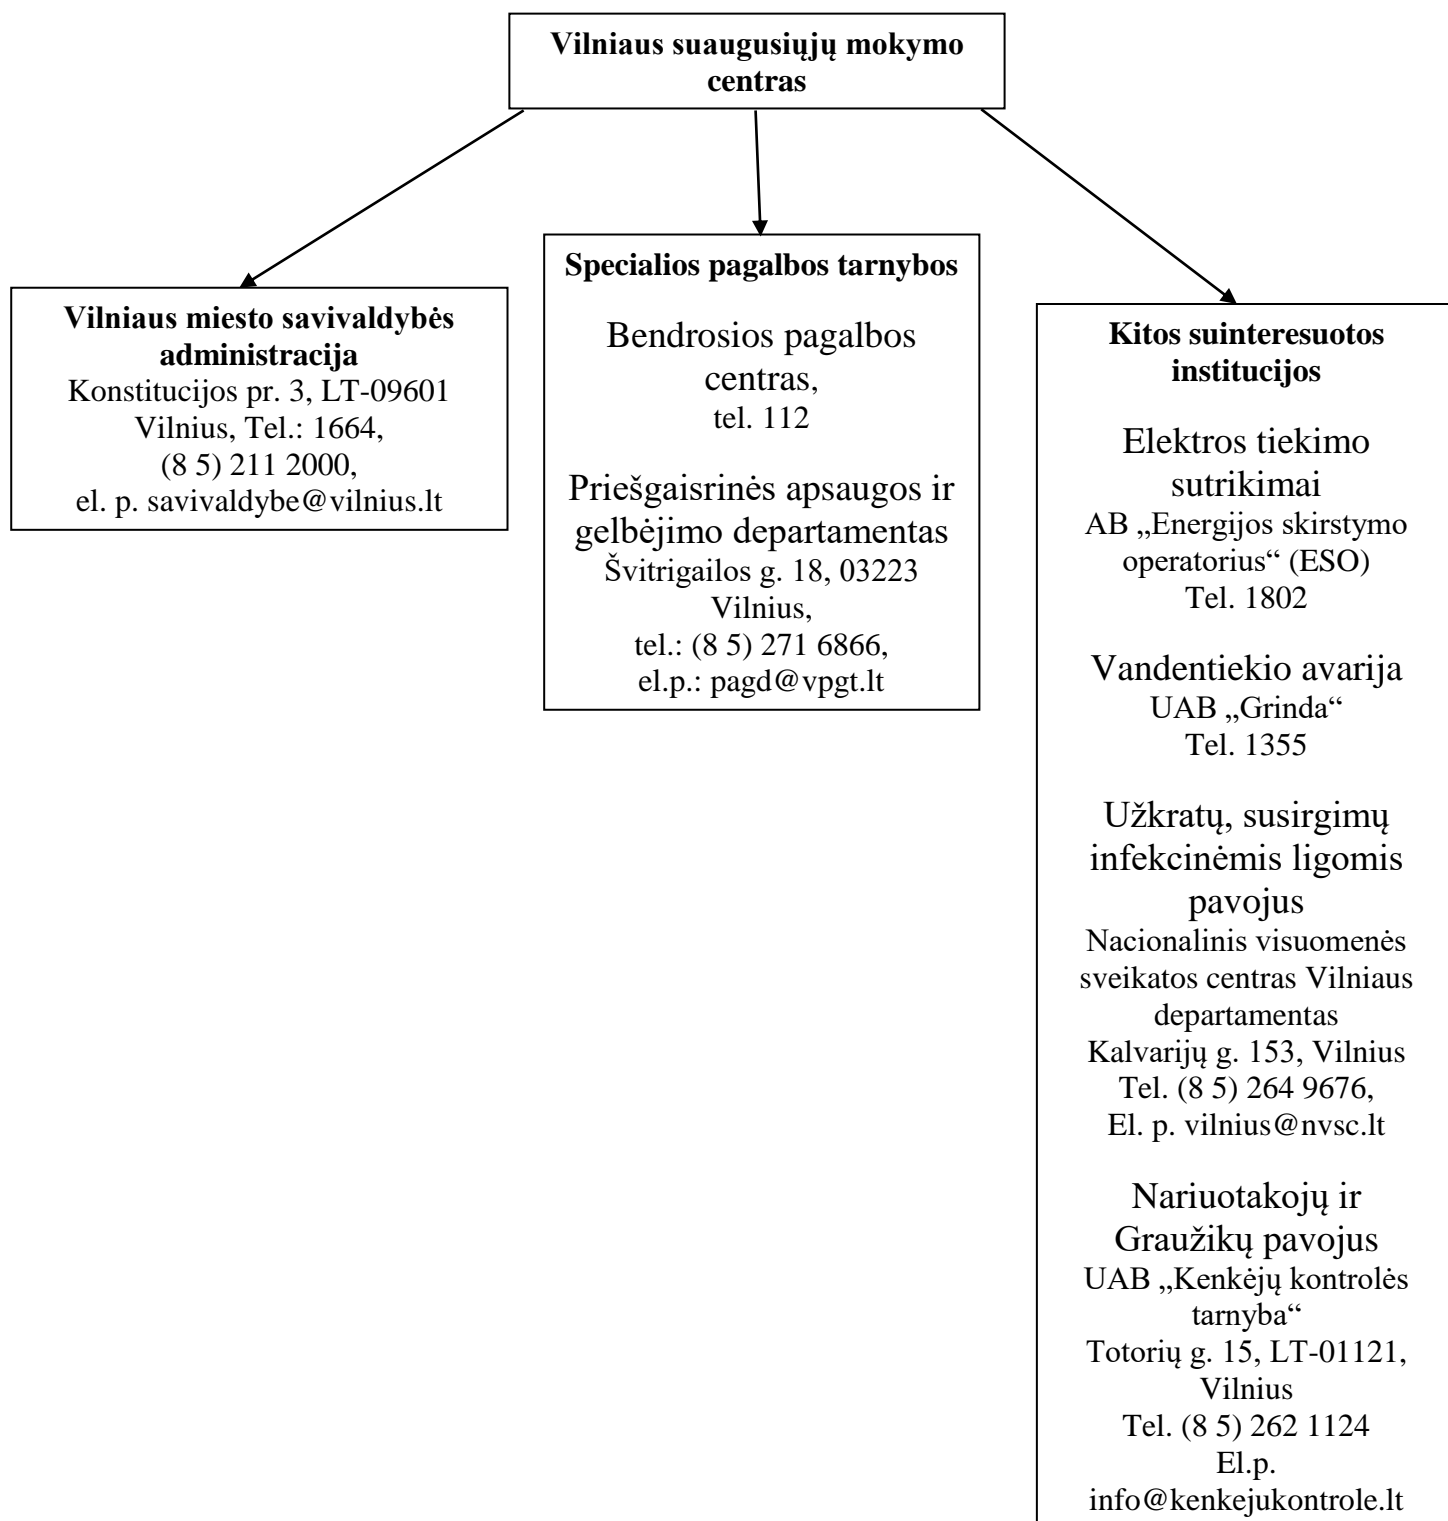 Vilniaus suaugusiųjų mokymo
centras
Vilniaus miesto savivaldybės
administracija
Konstitucijos pr. 3, LT-09601
Vilnius, Tel.: 1664,
(8 5) 211 2000,
el. p. savivaldybe@vilnius.lt
Specialios pagalbos tarnybos
Bendrosios pagalbos
centras,
tel. 112
Priešgaisrinės apsaugos ir
gelbėjimo departamentas
Švitrigailos g. 18, 03223
Vilnius,
tel.: (8 5) 271 6866,
el.p.: pagd@vpgt.lt
Kitos suinteresuotos
institucijos
Elektros tiekimo
sutrikimai
AB „Energijos skirstymo
operatorius“ (ESO)
Tel. 1802
Vandentiekio avarija
UAB „Grinda“
Tel. 1355
Užkratų, susirgimų
infekcinėmis ligomis
pavojus
Nacionalinis visuomenės
sveikatos centras Vilniaus
departamentas
Kalvarijų g. 153, Vilnius
Tel. (8 5) 264 9676,
El. p. vilnius@nvsc.lt
Nariuotakojų ir
Graužikų pavojus
UAB „Kenkėjų kontrolės
tarnyba“
Totorių g. 15, LT-01121,
Vilnius
Tel. (8 5) 262 1124
El.p.
info@kenkejukontrole.lt